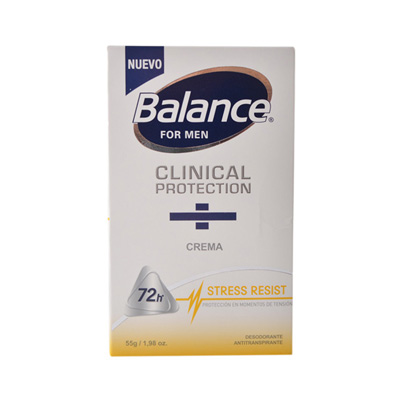 NUEVO
Balance®
FOR MEN
CLINICAL
PROTECTION
CREMA
72h
STRESS RESIST
PROTECCIÓN EN MOMENTOS DE TENSIÓN
55g / 1,98 oz.
DESODORANTE
ANTITRANSPIRANTE